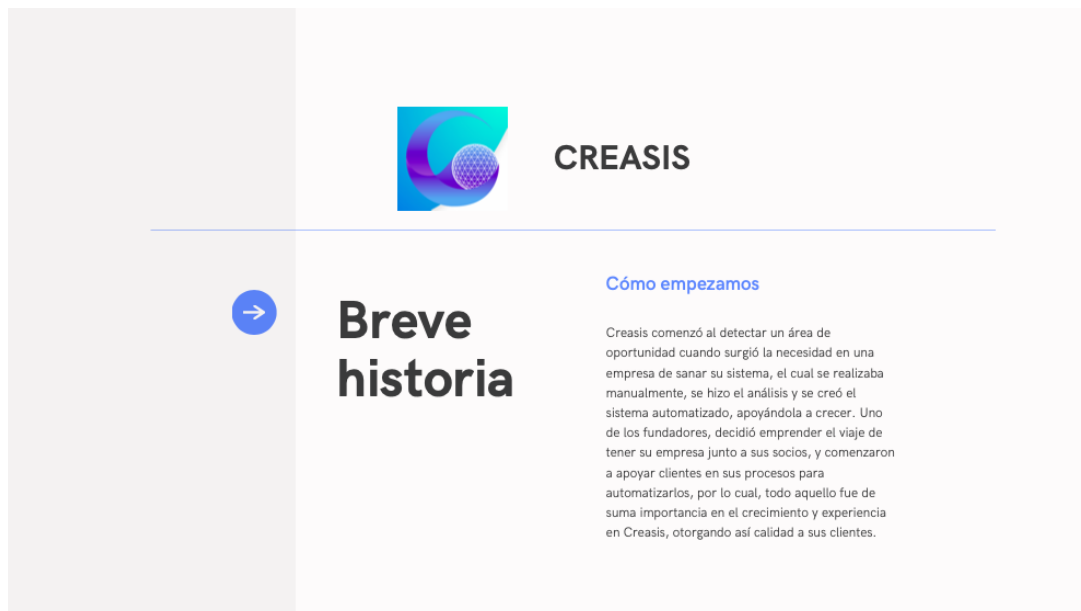 CREASIS
Breve
historia
Cómo empezamos
Creasis comenzó al detectar un área de
oportunidad cuando surgió la necesidad en una
empresa de sanar su sistema, el cual se realizaba
manualmente, se hizo el análisis y se creó el
sistema automatizado, apoyándola a crecer. Uno
de los fundadores, decidió emprender el viaje de
tener su empresa junto a sus socios, y comenzaron
a apoyar clientes en sus procesos para
automatizarlos, por lo cual, todo aquello fue de
suma importancia en el crecimiento y experiencia
en Creasis, otorgando así calidad a sus clientes.